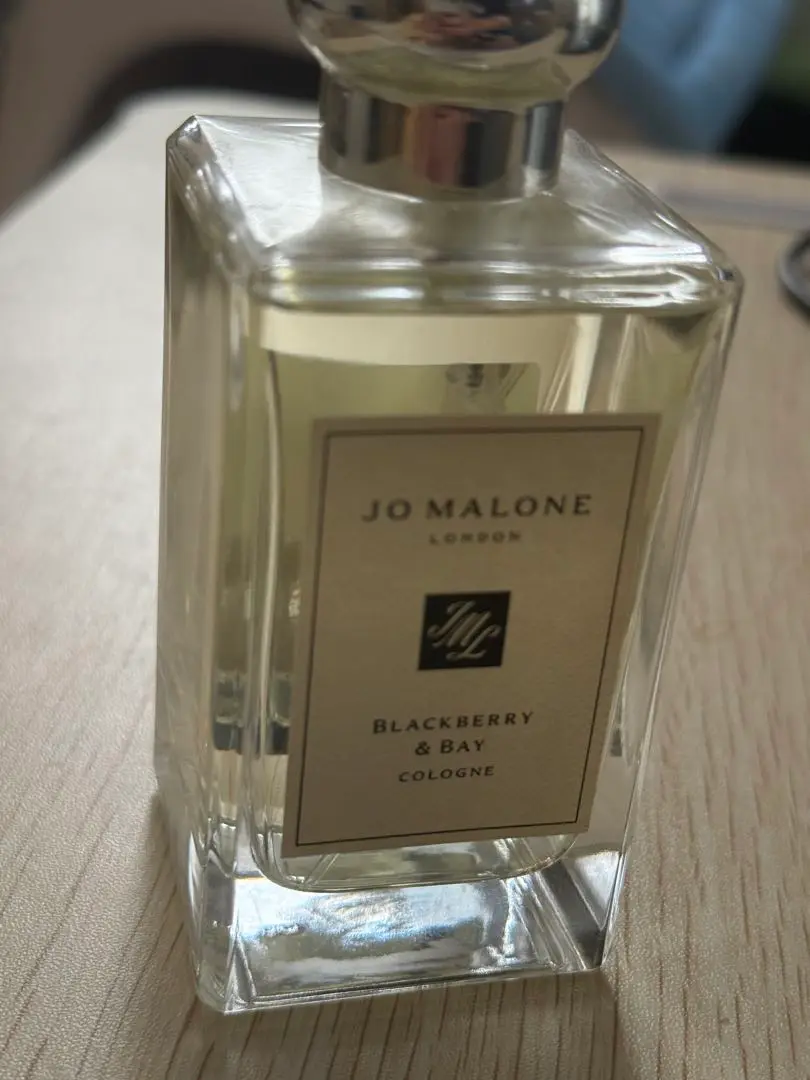 JO MALONE
LONDON
JML
BLACKBERRY
& BAY
COLOGNE